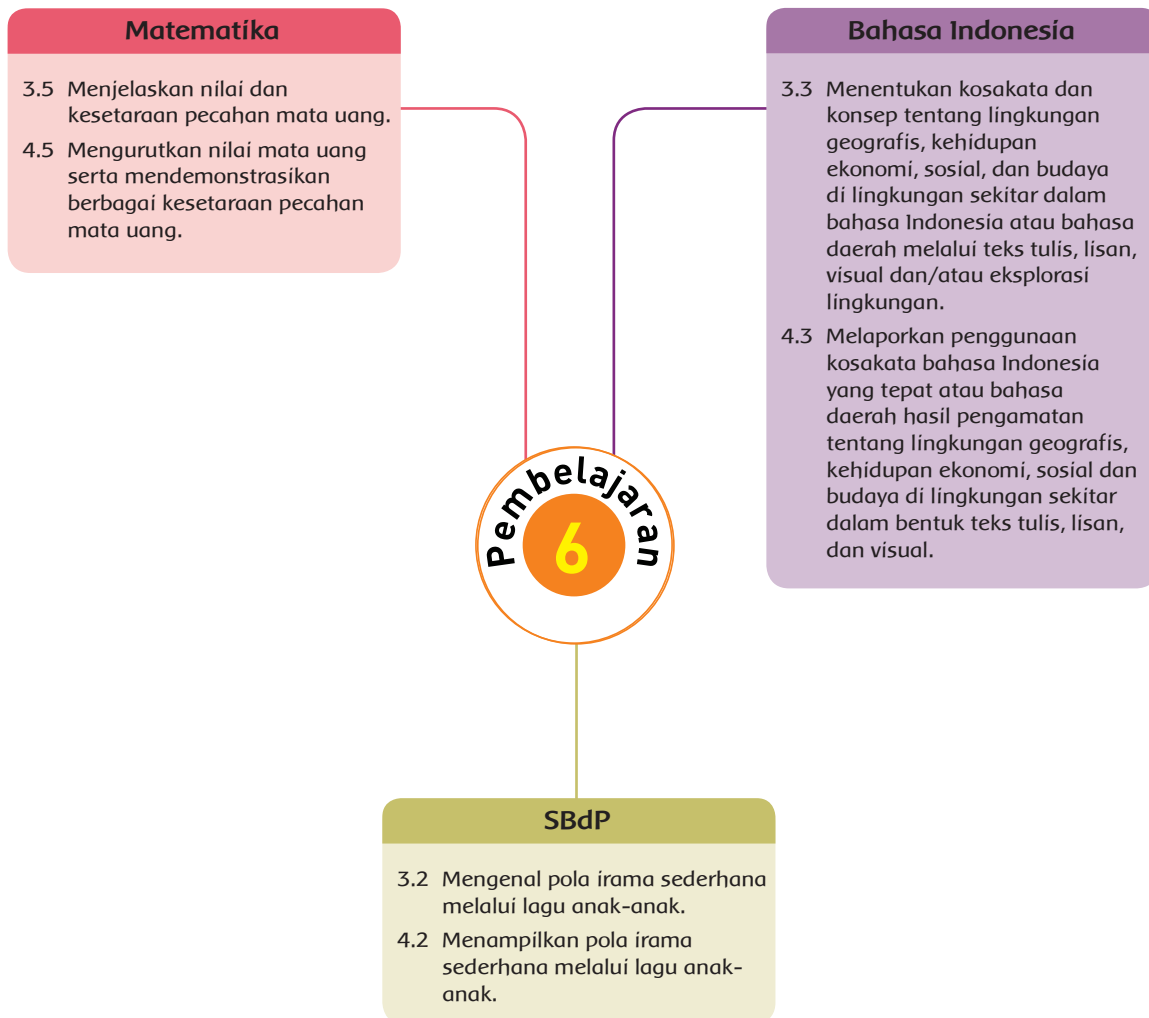 Matematika
3.5 Menjelaskan nilai dan
kesetaraan pecahan mata uang.
4.5 Mengurutkan nilai mata uang
serta mendemonstrasikan
berbagai kesetaraan pecahan
mata uang.
Bahasa Indonesia
3.3 Menentukan kosakata dan
konsep tentang lingkungan
geografis, kehidupan
ekonomi, sosial, dan budaya
di lingkungan sekitar dalam
bahasa Indonesia atau bahasa
daerah melalui teks tulis, lisan,
visual dan/atau eksplorasi
lingkungan.
4.3 Melaporkan penggunaan
kosakata bahasa Indonesia
yang tepat atau bahasa
daerah hasil pengamatan
tentang lingkungan geografis,
kehidupan ekonomi, sosial dan
budaya di lingkungan sekitar
dalam bentuk teks tulis, lisan,
dan visual.
Pembelajaran
6
SBdP
3.2 Mengenal pola irama sederhana
melalui lagu anak-anak.
4.2 Menampilkan pola irama
sederhana melalui lagu anak-
anak.